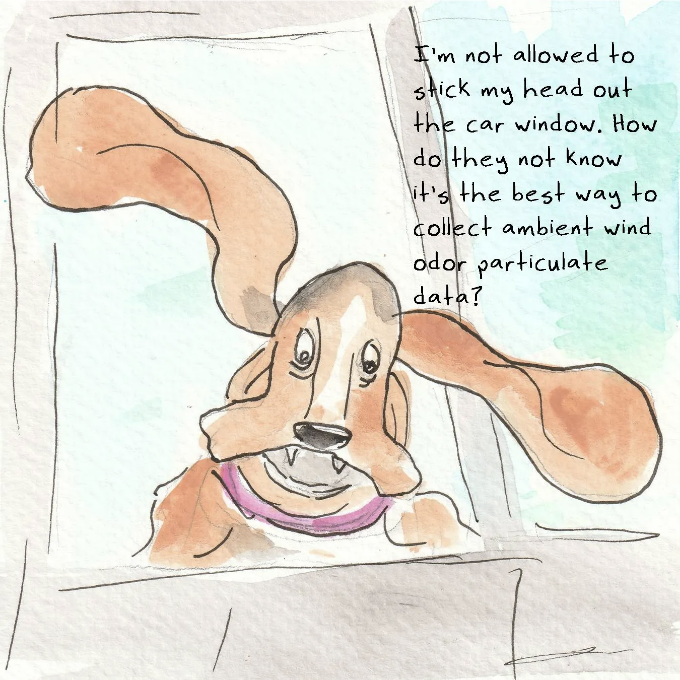 I'm not allowed to
stick my head out
the car window. How
do they not know
it's the best way to
collect ambient wind
odor particulate
data?